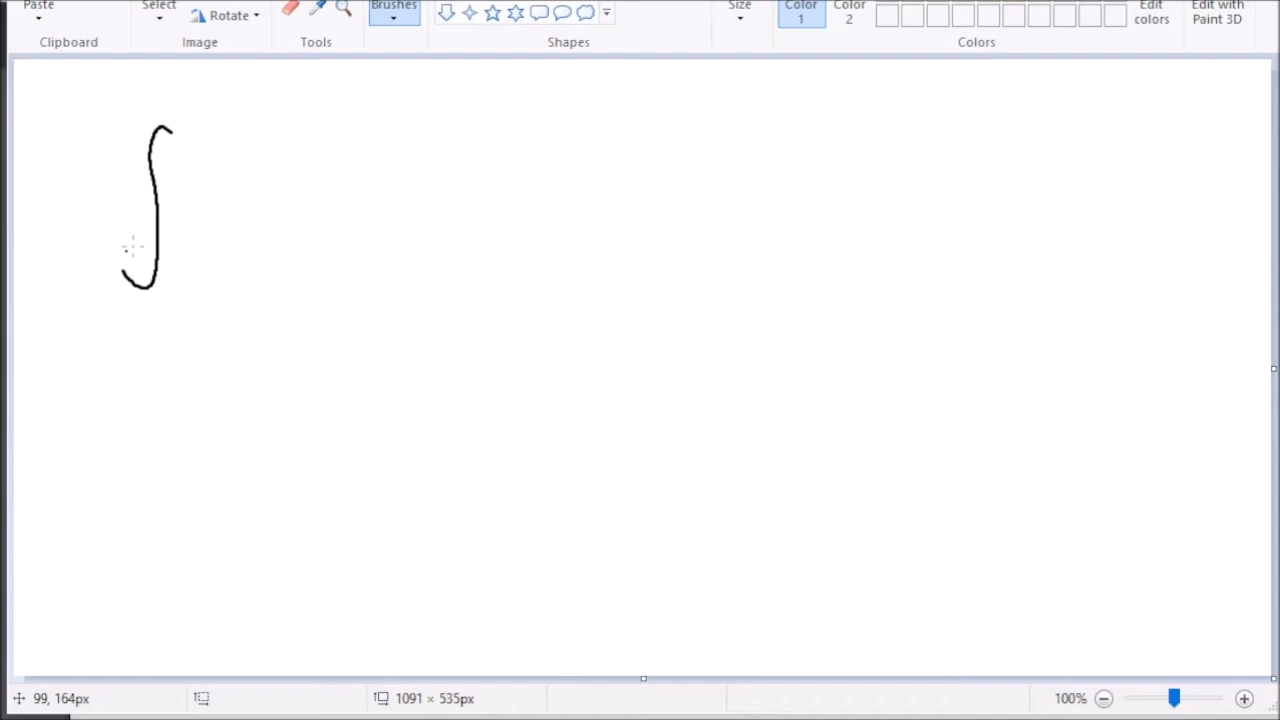 Paste Select Rotate Brushes Size Color 1 Color 2 Edit colors Edit with Paint 3D
Clipboard Image Tools Shapes Colors
∫
99, 164px 1091 × 535px 100%